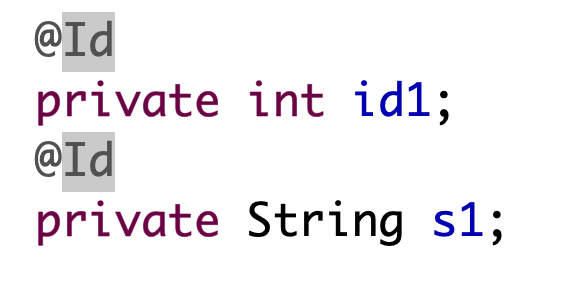 @Id
private int id1;
@Id
private String s1;